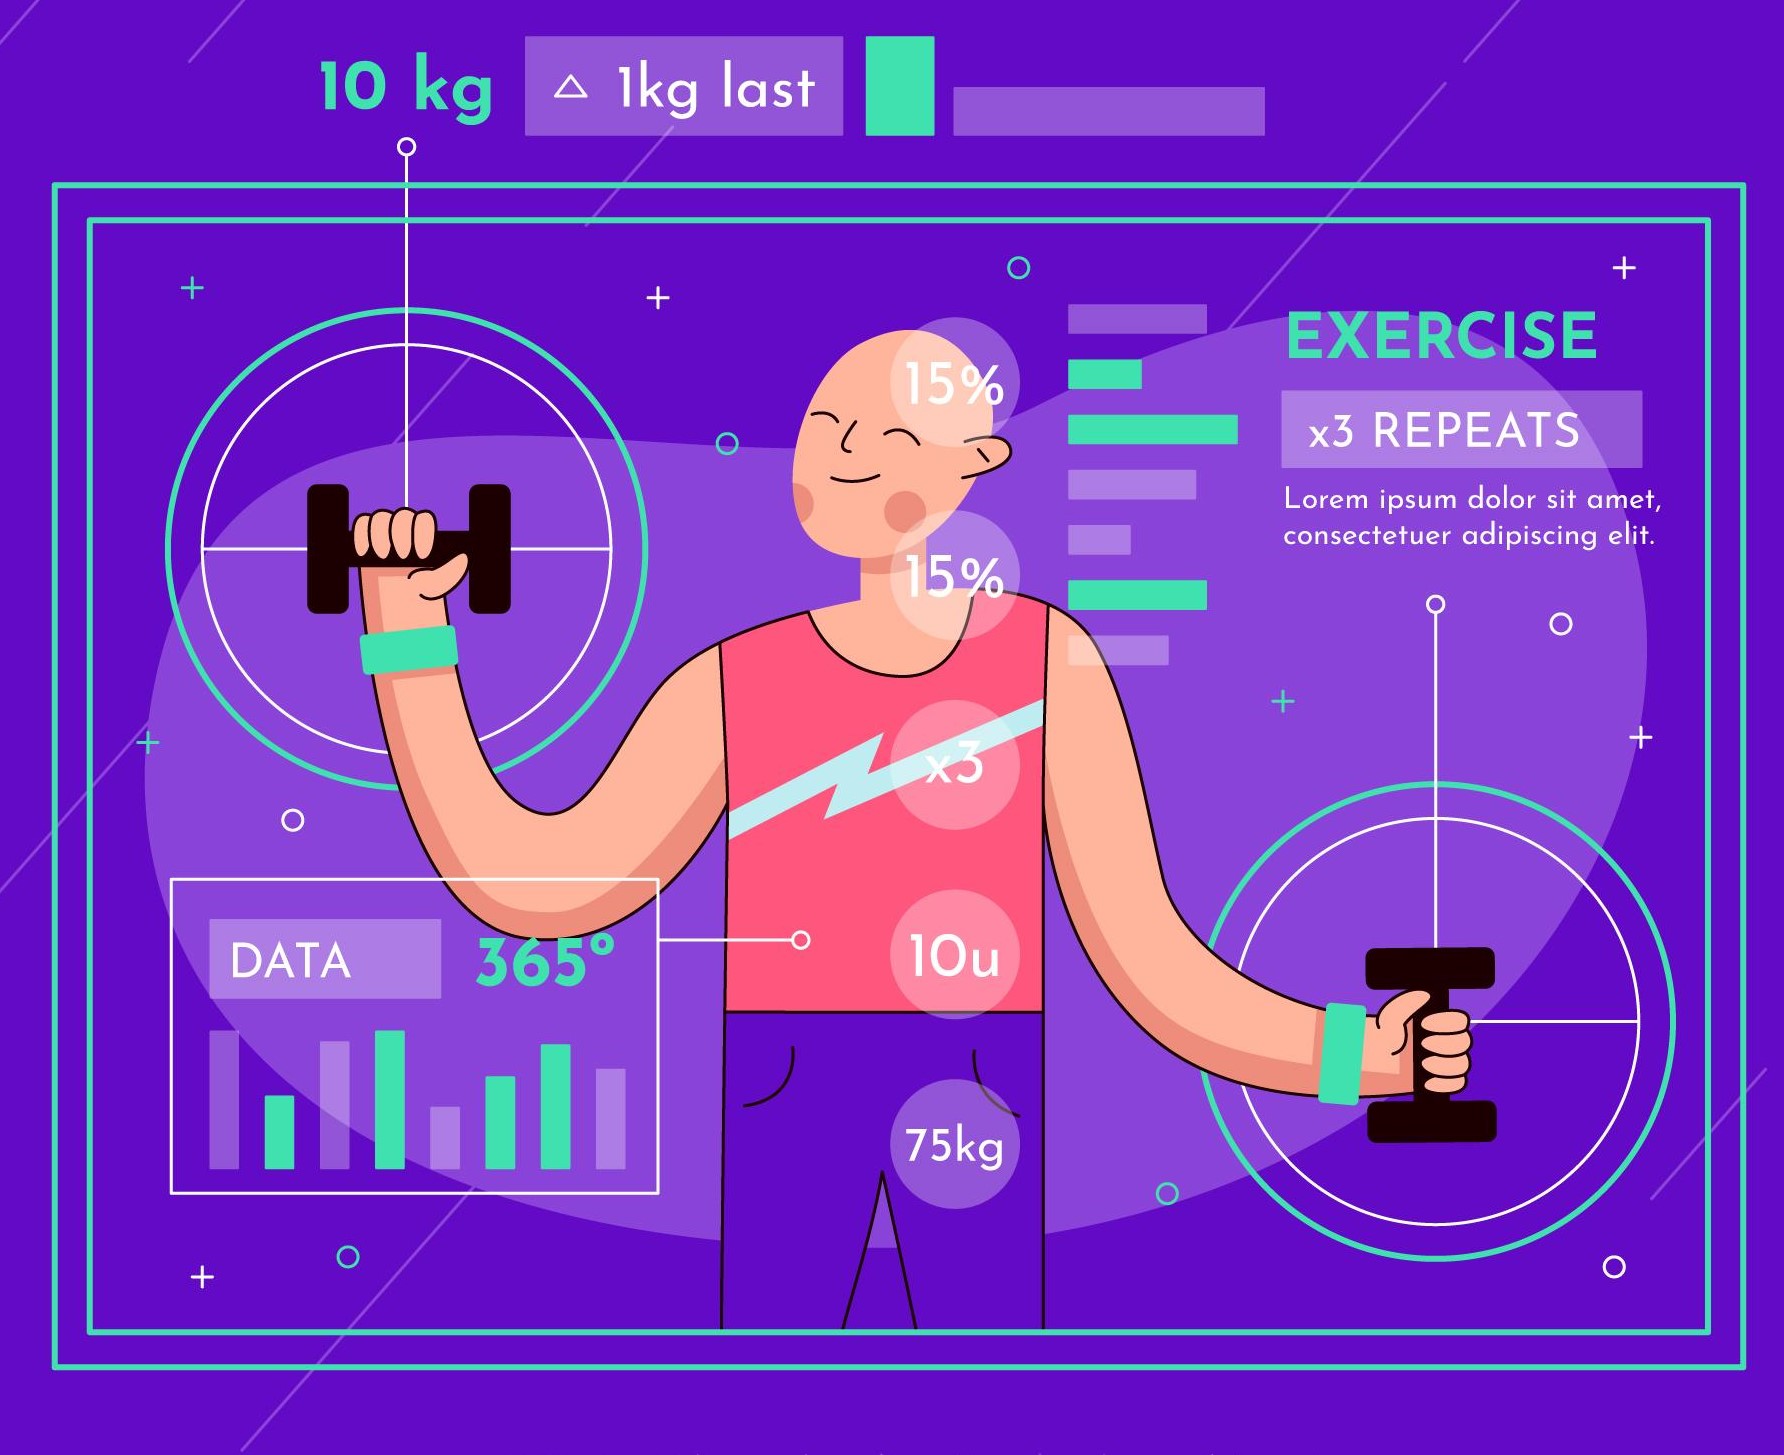 10 kg
1kg last
EXERCISE
x3 REPEATS
Lorem ipsum dolor sit amet,
consectetuer adipiscing elit.
15%
15%
x3
10u
75kg
DATA
365°